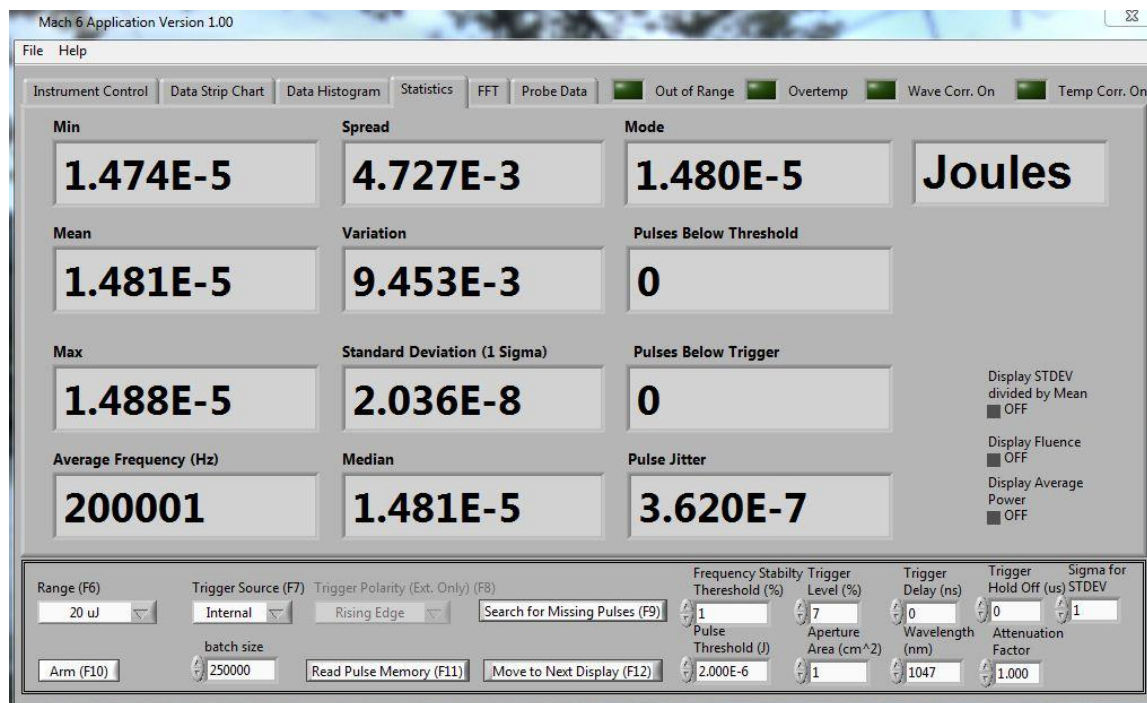 Mach 6 Application Version 1.00
File Help
Instrument Control Data Strip Chart Data Histogram Statistics FFT Probe Data Out of Range Overtemp Wave Corr. On Temp Corr. On
Min Spread Mode
1.474E-5 4.727E-3 1.480E-5 Joules
Mean Variation Pulses Below Threshold
1.481E-5 9.453E-3 0
Max Standard Deviation (1 Sigma) Pulses Below Trigger
1.488E-5 2.036E-8 0
Display STDEV
divided by Mean
OFF
Display Fluence
OFF
Display Average
Power
OFF
Average Frequency (Hz) Median Pulse Jitter
200001 1.481E-5 3.620E-7
Range (F6) Trigger Source (F7) Trigger Polarity (Ext. Only) (F8)
20 uJ Internal Rising Edge Search for Missing Pulses (F9)
Frequency Stabilty Thereshold (%) Trigger Level (%) Trigger Delay (ns) Trigger Hold Off (us) Sigma for STDEV
1 7 0 0 1
batch size
Arm (F10) 250000 Read Pulse Memory (F11) Move to Next Display (F12)
Pulse Threshold (J) Aperture Area (cm^2) Wavelength (nm) Attenuation Factor
2.000E-6 1 1047 1.000